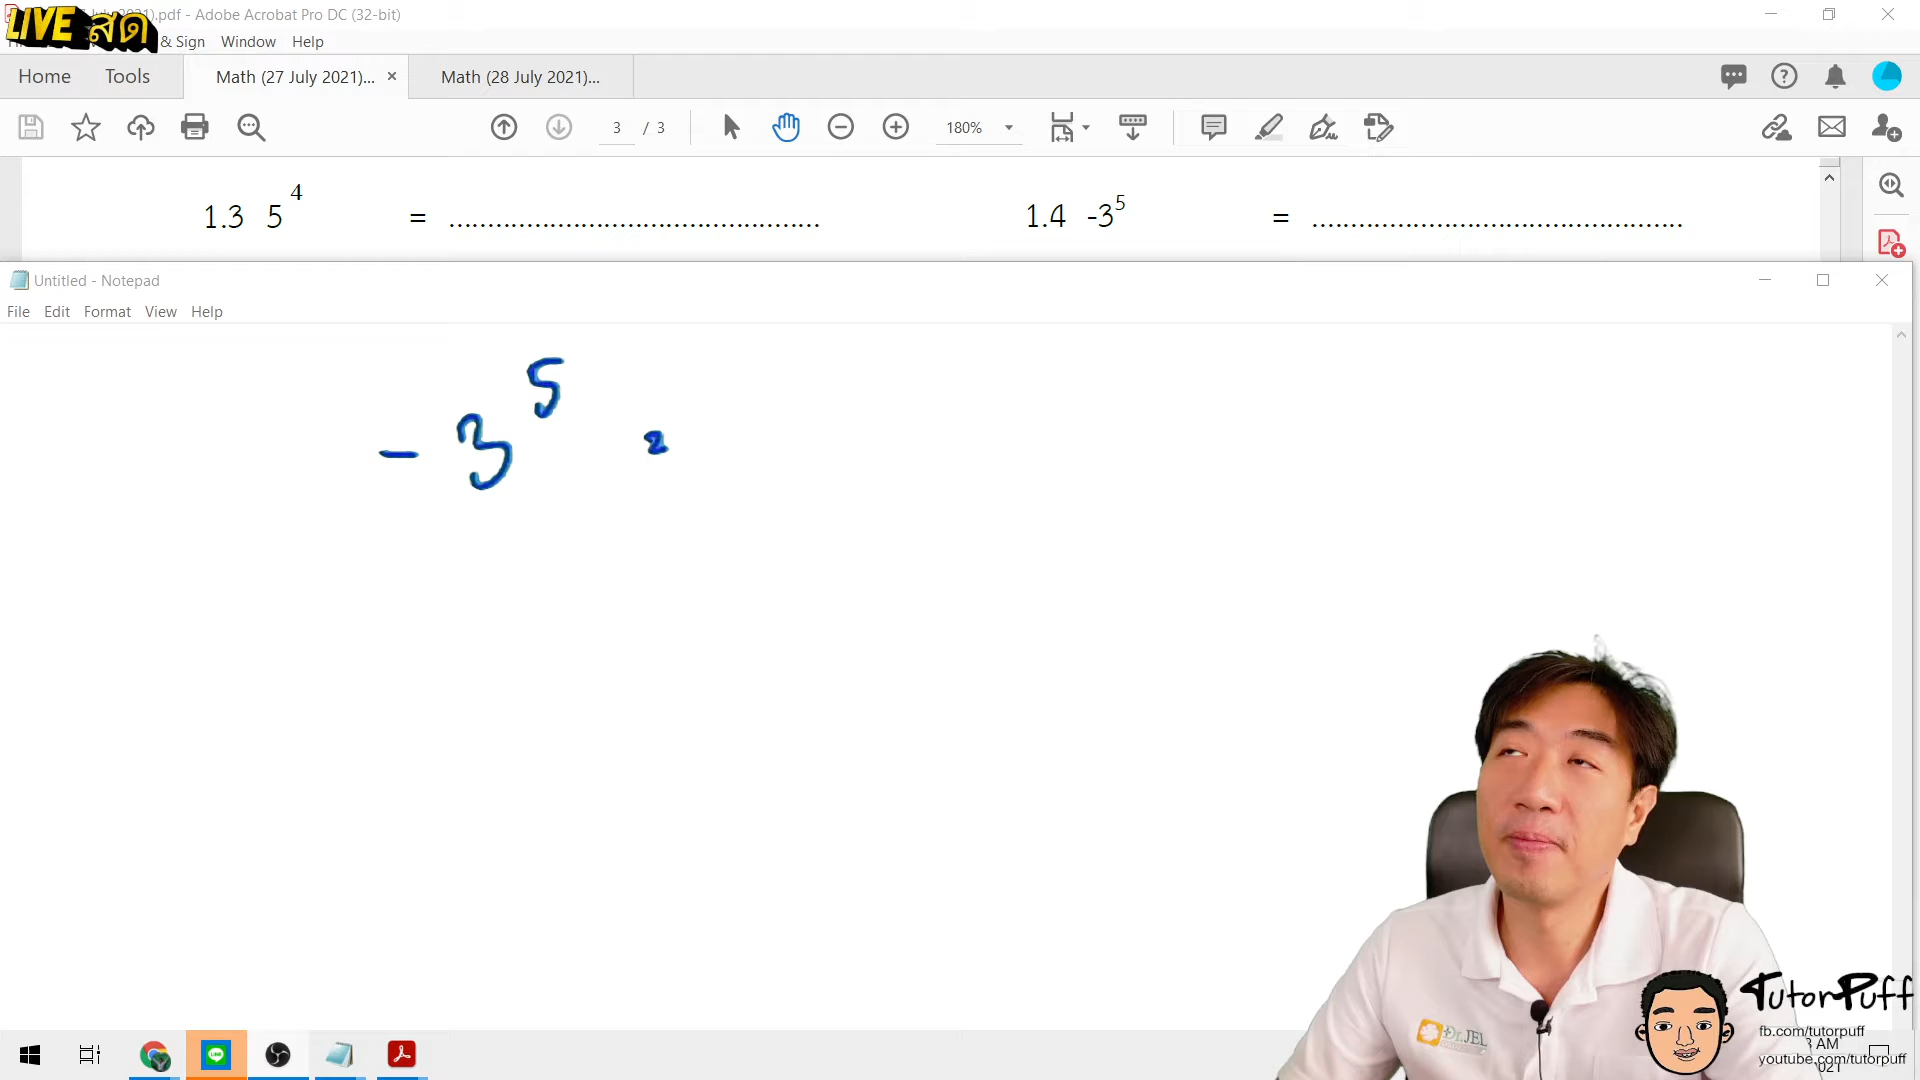 LIVE สด
.pdf - Adobe Acrobat Pro DC (32-bit)
& Sign Window Help
Home Tools Math (27 July 2021)... × Math (28 July 2021)...
3 / 3 180%
1.3 5^4 = ................................................ 1.4 -3^5 = ................................................
Untitled - Notepad
File Edit Format View Help
- 3^5 =
TutorPuff
fb.com/tutorpuff
AM
youtube.com/tutorpuff